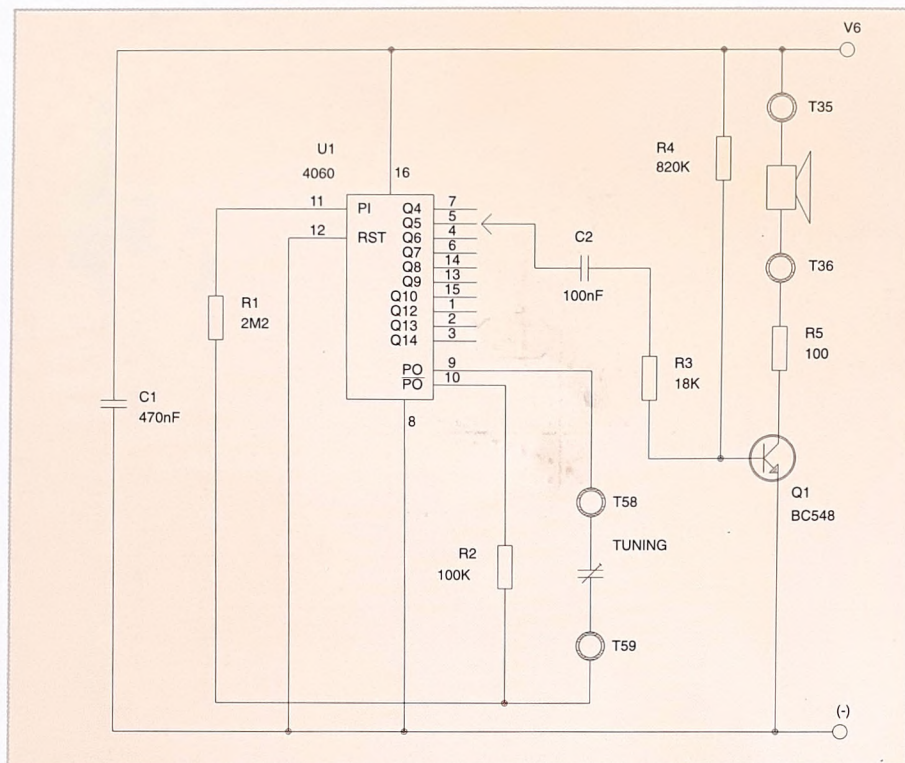 V6
T35
U1
4060
16
R4
820K
11
PI
Q4
7
12
RST
Q5
5
Q6
4
Q7
6
Q8
14
Q9
13
Q10
15
Q12
1
Q13
2
Q14
3
C2
100nF
T36
R1
2M2
R5
100
PO
9
PO
10
R3
18K
C1
470nF
8
Q1
BC548
T58
R2
100K
TUNING
T59
(-)